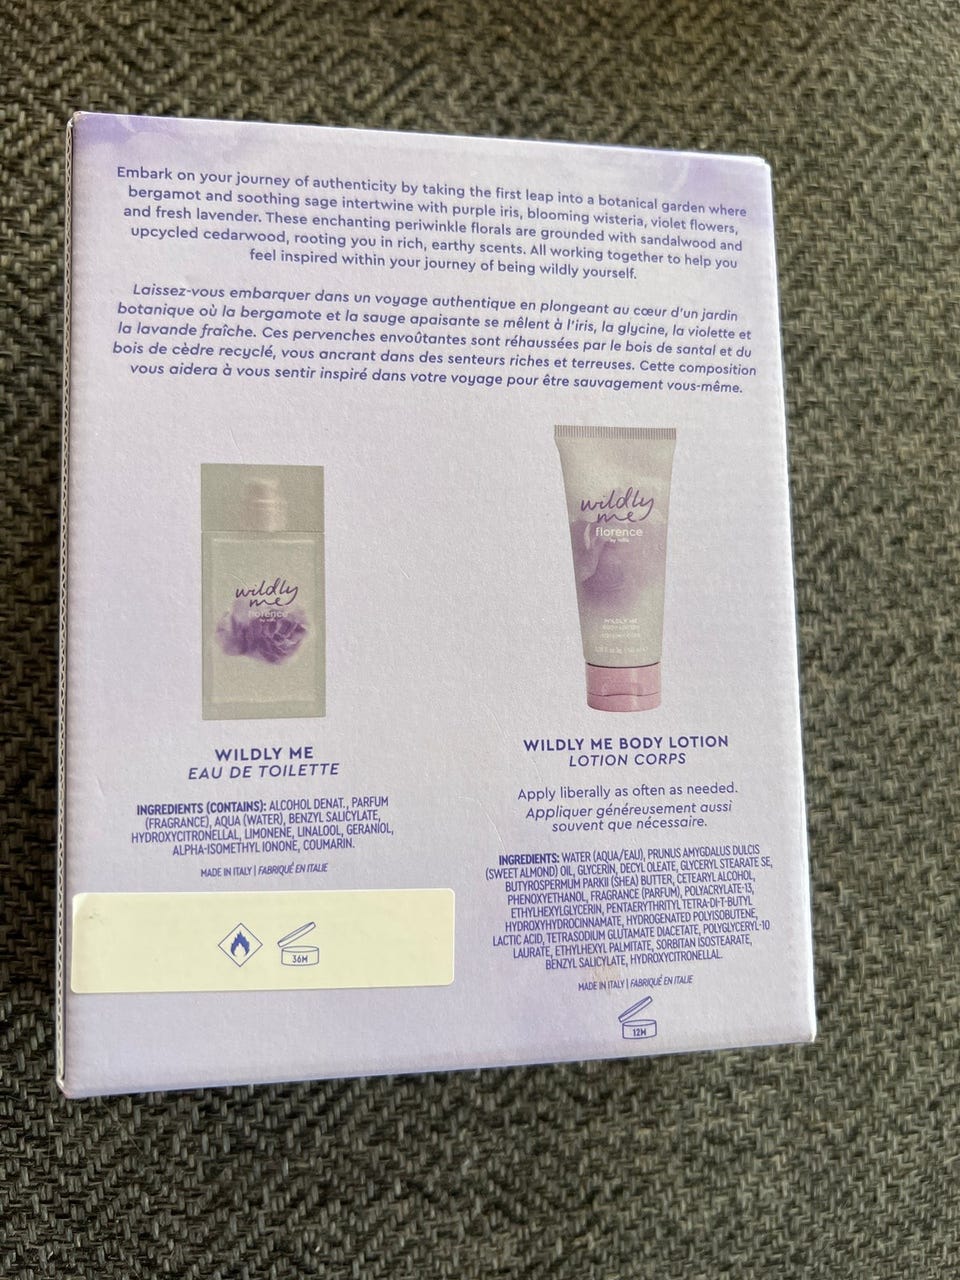 Embark on your journey of authenticity by taking the first leap into a botanical garden where
bergamot and soothing sage intertwine with purple iris, blooming wisteria, violet flowers,
and fresh lavender. These enchanting periwinkle florals are grounded with sandalwood and
upcycled cedarwood, rooting you in rich, earthy scents. All working together to help you
feel inspired within your journey of being wildly yourself.
Laissez-vous embarquer dans un voyage authentique en plongeant au cœur d'un jardin
botanique où la bergamote et la sauge apaisante se mêlent à l'iris, la glycine, la violette et
la lavande fraîche. Ces pervenches envoûtantes sont réhaussées par le bois de santal et du
bois de cèdre recyclé, vous ancrant dans des senteurs riches et terreuses. Cette composition
vous aidera à vous sentir inspiré dans votre voyage pour être sauvagement vous-même.
wildly
me
florence
by mills
WILDLY ME
EAU DE TOILETTE
INGREDIENTS (CONTAINS): ALCOHOL DENAT., PARFUM
(FRAGRANCE), AQUA (WATER), BENZYL SALICYLATE,
HYDROXYCITRONELLAL, LIMONENE, LINALOOL, GERANIOL,
ALPHA-ISOMETHYL IONONE, COUMARIN.
MADE IN ITALY | FABRIQUÉ EN ITALIE
36M
wildly
me
florence
by mills
WILDLY ME
BODY LOTION
WILDLY ME BODY LOTION
LOTION CORPS
Apply liberally as often as needed.
Appliquer généreusement aussi
souvent que nécessaire.
INGREDIENTS: WATER (AQUA/EAU), PRUNUS AMYGDALUS DULCIS
(SWEET ALMOND) OIL, GLYCERIN, DECYL OLEATE, GLYCERYL STEARATE SE,
BUTYROSPERMUM PARKII (SHEA) BUTTER, CETEARYL ALCOHOL,
PHENOXYETHANOL, FRAGRANCE (PARFUM), POLYACRYLATE-13,
ETHYLHEXYLGLYCERIN, PENTAERYTHRITYL TETRA-DI-T-BUTYL
HYDROXYHYDROCINNAMATE, HYDROGENATED POLYISOBUTENE,
LACTIC ACID, TETRASODIUM GLUTAMATE DIACETATE, POLYGLYCERYL-10
LAURATE, ETHYLHEXYL PALMITATE, SORBITAN ISOSTEARATE,
BENZYL SALICYLATE, HYDROXYCITRONELLAL.
MADE IN ITALY | FABRIQUÉ EN ITALIE
12M